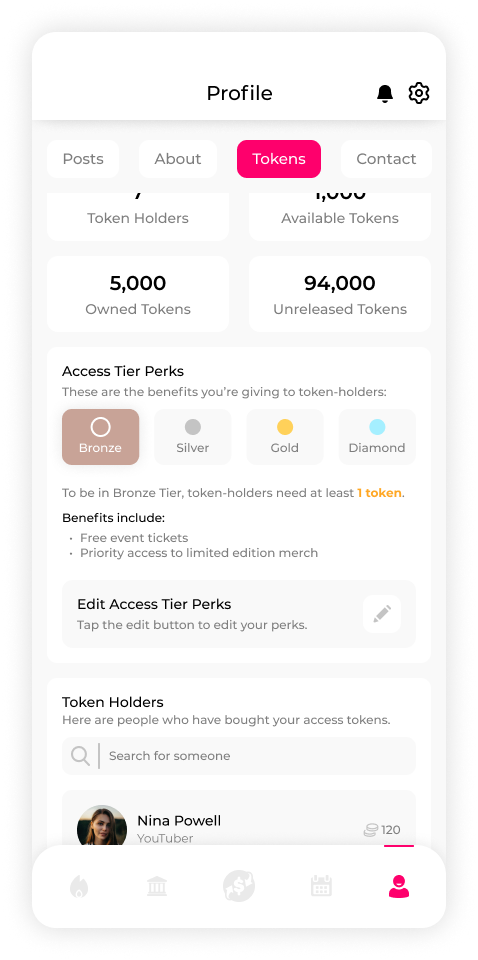 Profile
Posts
About
Tokens
Contact
1,000
Token Holders
Available Tokens
5,000
94,000
Owned Tokens
Unreleased Tokens
Access Tier Perks
These are the benefits you’re giving to token-holders:
Bronze
Silver
Gold
Diamond
To be in Bronze Tier, token-holders need at least 1 token.
Benefits include:
• Free event tickets
• Priority access to limited edition merch
Edit Access Tier Perks
Tap the edit button to edit your perks.
Token Holders
Here are people who have bought your access tokens.
Search for someone
Nina Powell
YouTuber
120